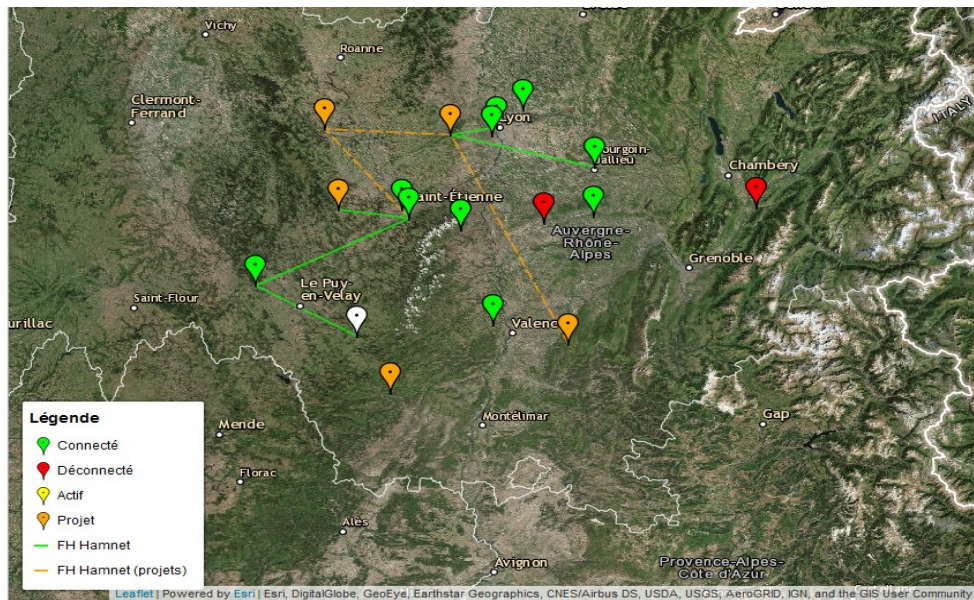 Vichy
Roanne
Clermont-
Ferrand
Lyon
Bourgoin-
Jallieu
Chambéry
ITALY
Saint-Étienne
Auvergne-
Rhône-
Alpes
Grenoble
Le Puy-
en-Velay
Saint-Flour
urillac
Valenc
Montélimar
Gap
Mende
Florac
Alès
Avignon
Provence-Alpes-
Côte d'Azur
Légende
Connecté
Déconnecté
Actif
Projet
FH Hamnet
FH Hamnet (projets)
Leaflet | Powered by Esri | Esri, DigitalGlobe, GeoEye, Earthstar Geographics, CNES/Airbus DS, USDA, USGS, AeroGRID, IGN, and the GIS User Community